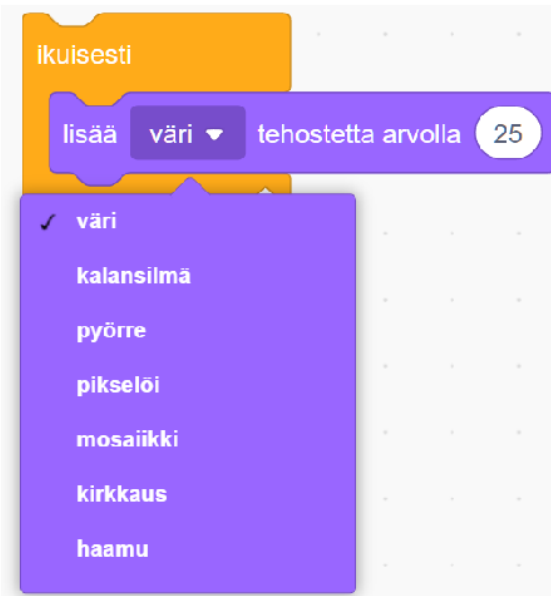 ikuisesti
lisää väri tehostetta arvolla 25
väri
kalansilmä
pyörre
pikselöi
mosaiikki
kirkkaus
haamu